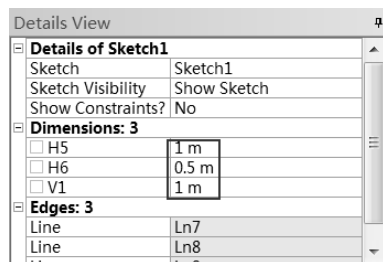 Details View
Details of Sketch1
Sketch Sketch1
Sketch Visibility Show Sketch
Show Constraints? No
Dimensions: 3
H5 1 m
H6 0.5 m
V1 1 m
Edges: 3
Line Ln7
Line Ln8